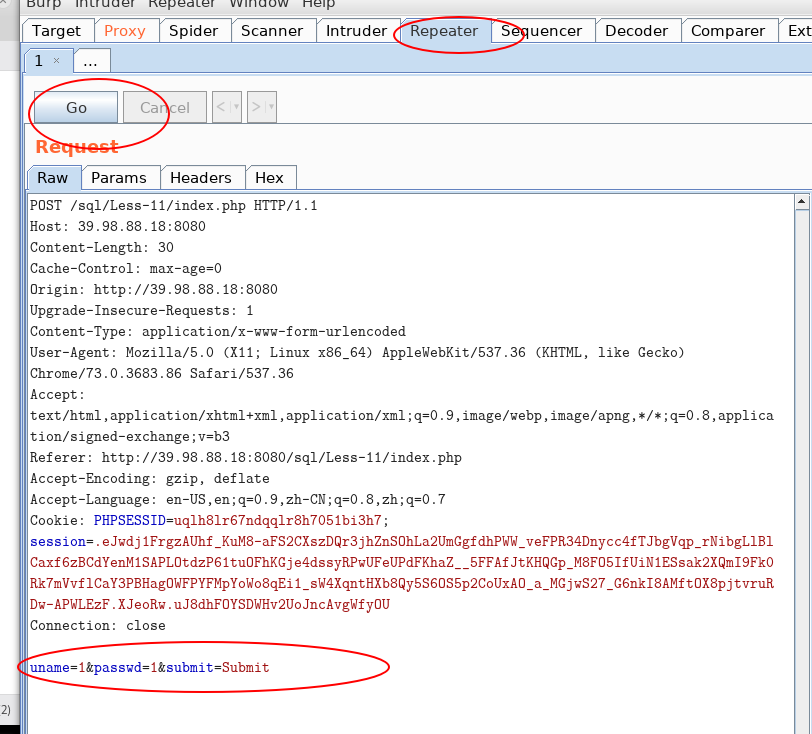 Burp Intruder Repeater Window Help
Target Proxy Spider Scanner Intruder Repeater Sequencer Decoder Comparer Ext
1 × ...
Go Cancel < ▾ > ▾
Request
Raw Params Headers Hex
POST /sql/Less-11/index.php HTTP/1.1
Host: 39.98.88.18:8080
Content-Length: 30
Cache-Control: max-age=0
Origin: http://39.98.88.18:8080
Upgrade-Insecure-Requests: 1
Content-Type: application/x-www-form-urlencoded
User-Agent: Mozilla/5.0 (X11; Linux x86_64) AppleWebKit/537.36 (KHTML, like Gecko)
Chrome/73.0.3683.86 Safari/537.36
Accept:
text/html,application/xhtml+xml,application/xml;q=0.9,image/webp,image/apng,*/*;q=0.8,applica
tion/signed-exchange;v=b3
Referer: http://39.98.88.18:8080/sql/Less-11/index.php
Accept-Encoding: gzip, deflate
Accept-Language: en-US,en;q=0.9,zh-CN;q=0.8,zh;q=0.7
Cookie: PHPSESSID=uqlh8lr67ndqqlr8h7051bi3h7;
session=.eJwdj1FrgzAUhf_KuM8-aFS2CXszDQr3jhZnSOhLa2UmGgfdhPWW_veFPR34Dnycc4fTJbgVqp_rNibgLlBl
Caxf6zBCdYenM1SAPLOtdzP61tuOFhKGje4dssyRPwUFeUPdFKhaZ__5FFAfJtKHQGp_M8FO5IfUiN1ESsak2XQmI9Fk0
Rk7mVvflCaY3PBHagOWFPYFMpYoWo8qEi1_sW4XqntHXb8Qy5S6OS5p2CoUxAO_a_MGjwS27_G6nkI8AMftOX8pjtvruR
Dw-APWLEzF.XJeoRw.uJ8dhFOYSDWHv2UoJncAvgWfyOU
Connection: close
uname=1&passwd=1&submit=Submit
2)